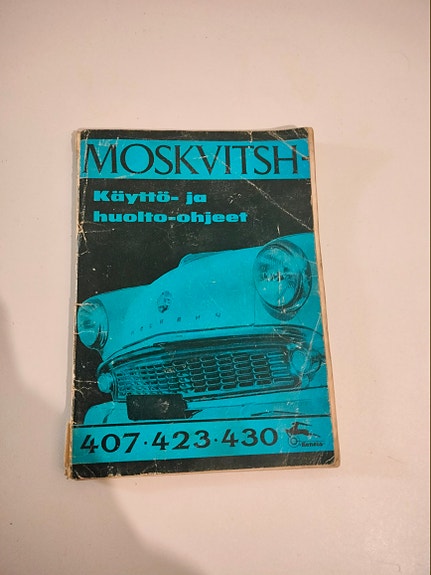 MOSKVITSH-
Käyttö- ja
huolto-ohjeet
407·423·430